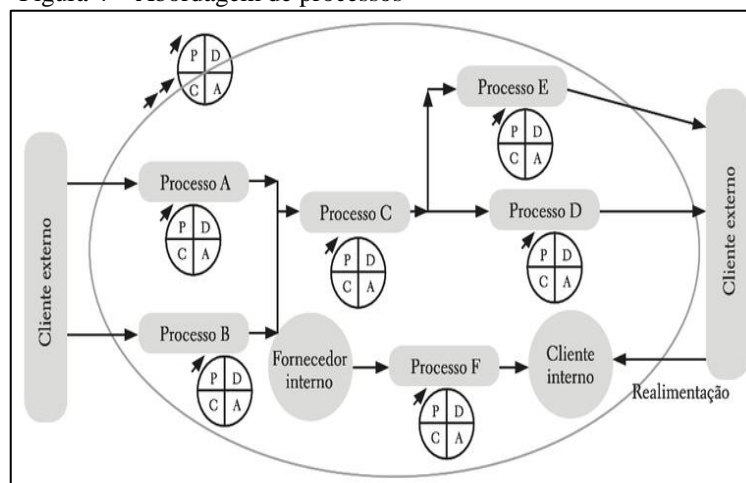 Figura 4 – Abordagem de processos
P D
C A
Processo E
P D
C A
Cliente externo
Processo A
P D
C A
Processo C
P D
C A
Processo D
P D
C A
Cliente externo
Processo B
P D
C A
Fornecedor
interno
Processo F
P D
C A
Cliente
interno
Realimentação